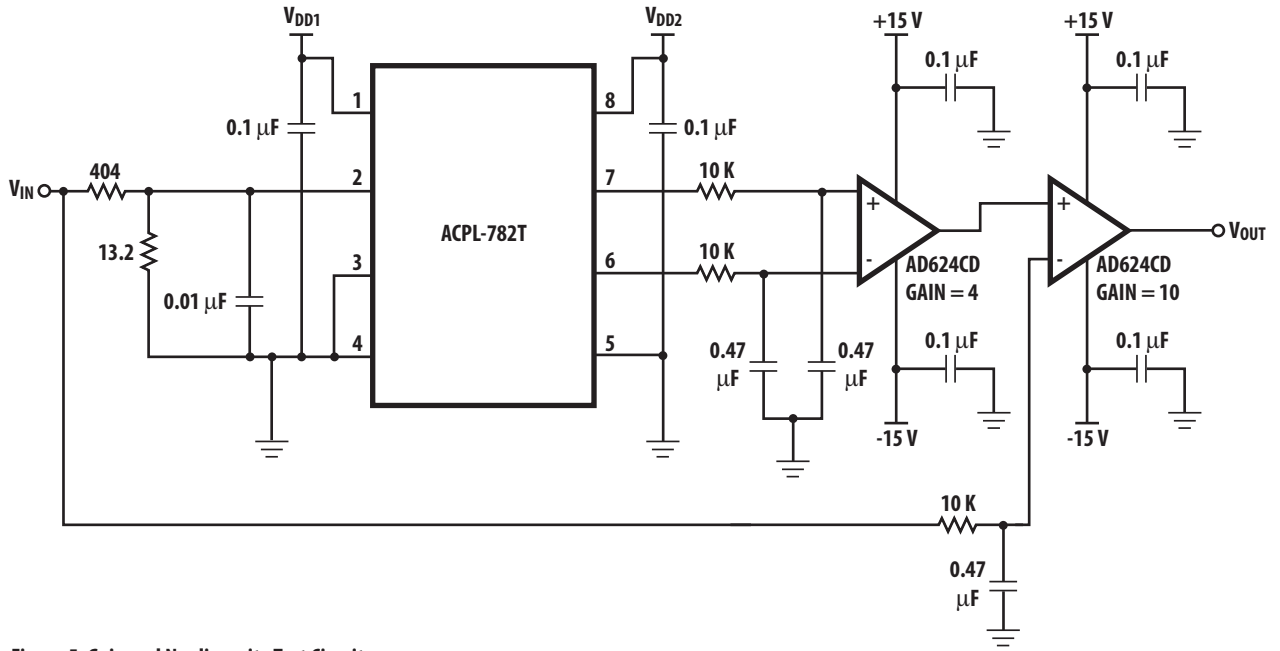 VDD1
VDD2
+15 V
+15 V
0.1 μF
0.1 μF
1
8
0.1 μF
0.1 μF
404
2
7
10 K
VIN
+
+
ACPL-782T
VOUT
13.2
3
6
10 K
-
-
AD624CD
GAIN = 4
AD624CD
GAIN = 10
0.01 μF
4
5
0.47
μF
0.47
μF
0.1 μF
0.1 μF
-15 V
-15 V
10 K
0.47
μF